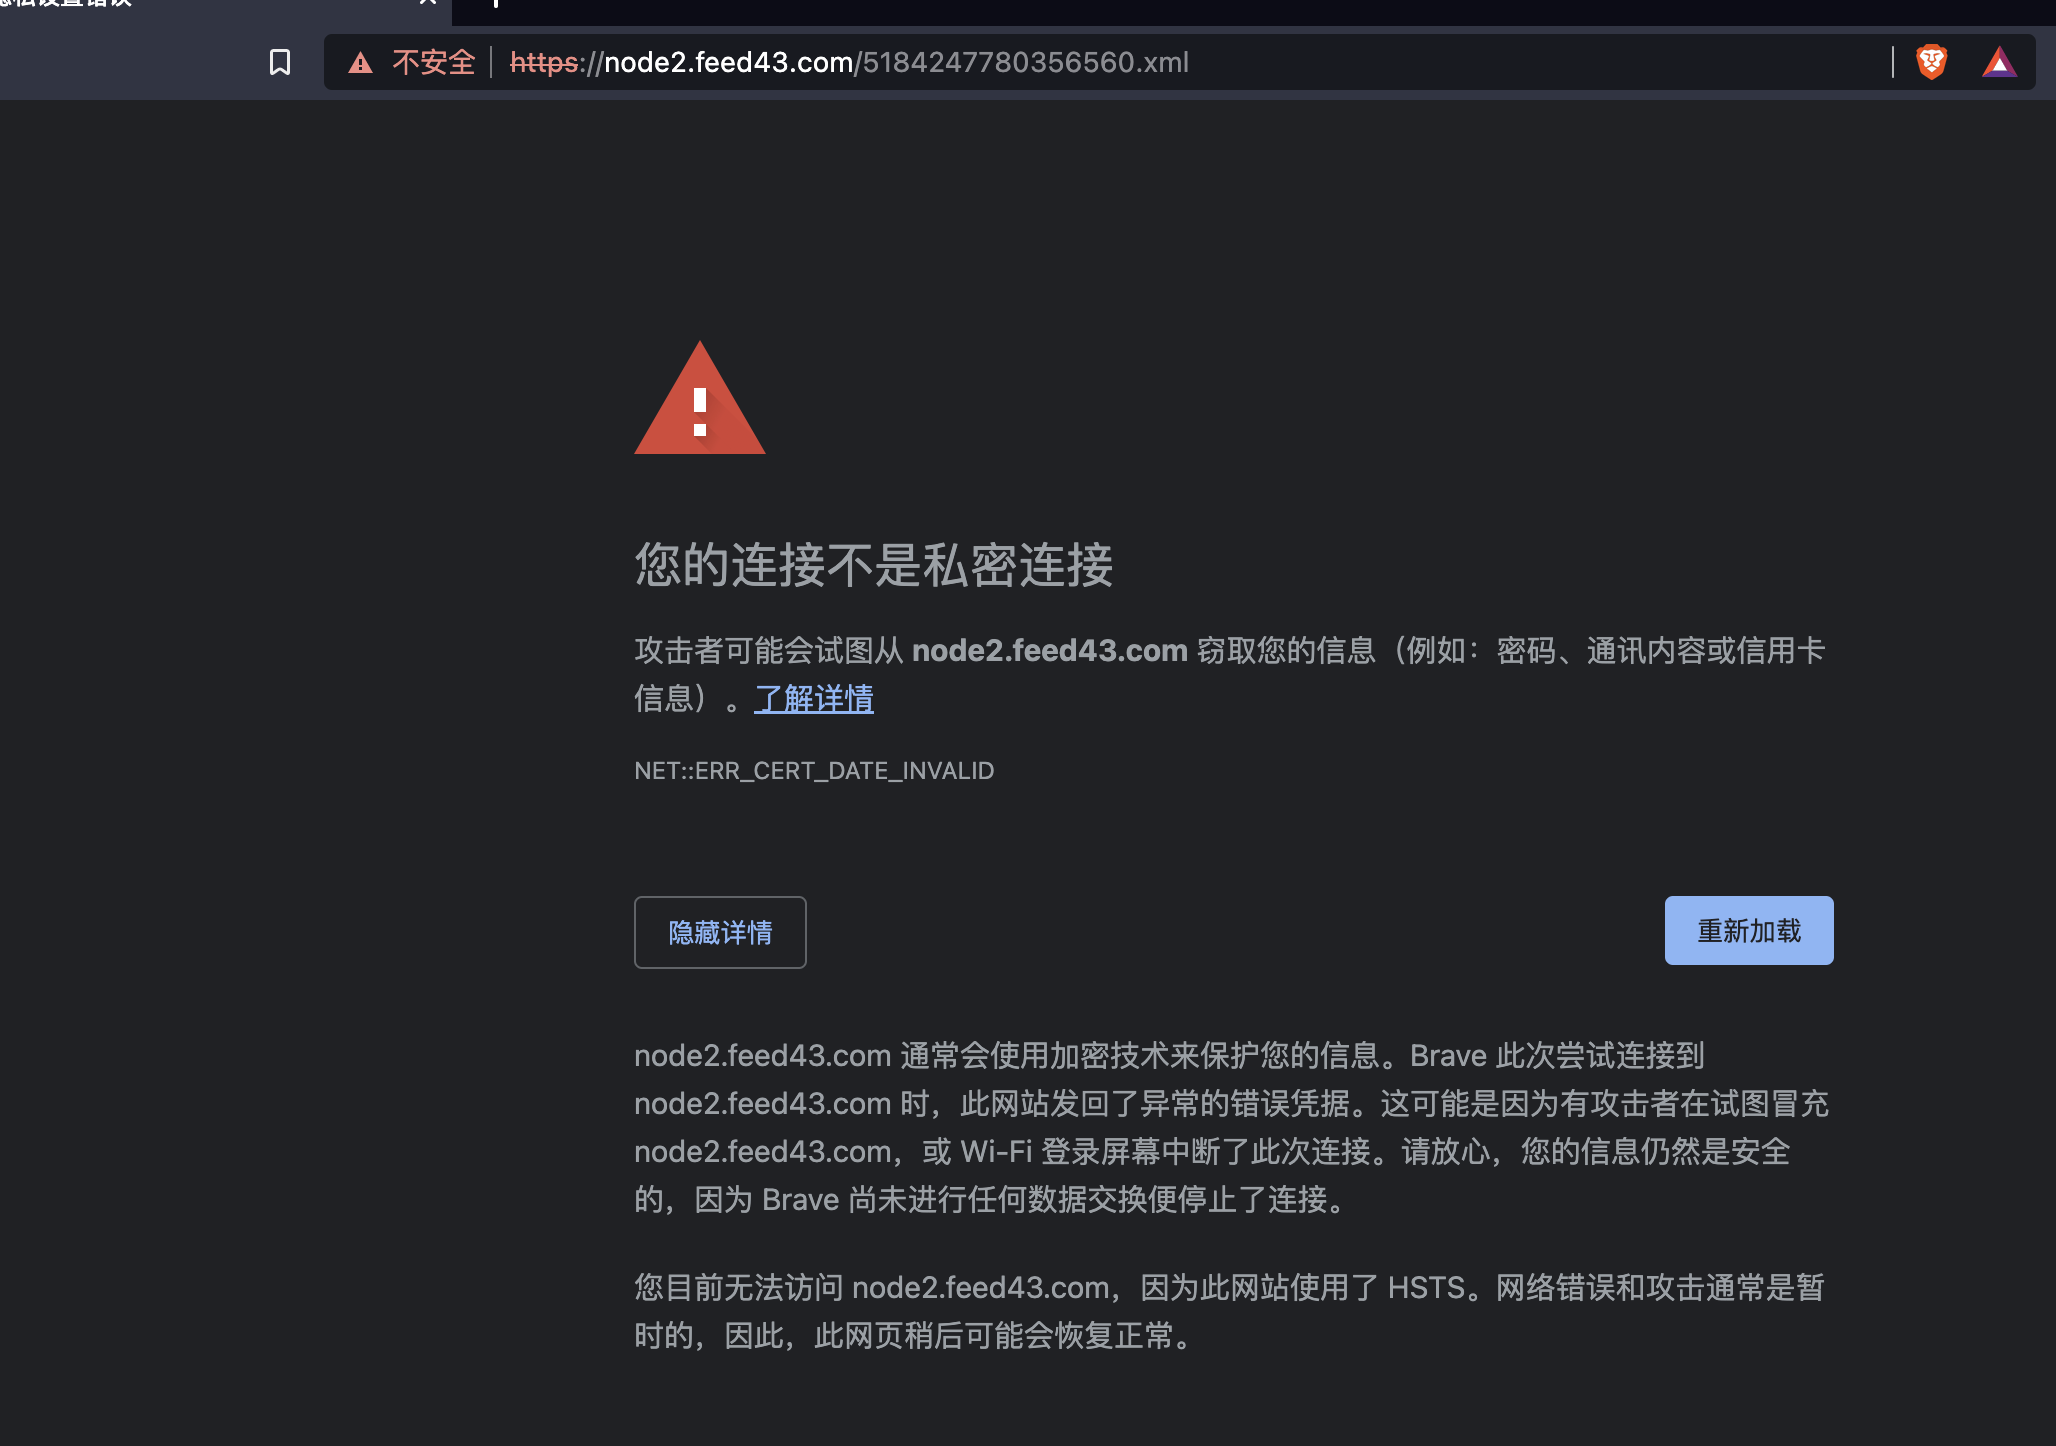 不安全 https://node2.feed43.com/5184247780356560.xml
您的连接不是私密连接
攻击者可能会试图从 node2.feed43.com 窃取您的信息（例如：密码、通讯内容或信用卡
信息）。了解详情
NET::ERR_CERT_DATE_INVALID
隐藏详情
重新加载
node2.feed43.com 通常会使用加密技术来保护您的信息。Brave 此次尝试连接到
node2.feed43.com 时，此网站发回了异常的错误凭据。这可能是因为有攻击者在试图冒充
node2.feed43.com，或 Wi-Fi 登录屏幕中断了此次连接。请放心，您的信息仍然是安全
的，因为 Brave 尚未进行任何数据交换便停止了连接。
您目前无法访问 node2.feed43.com，因为此网站使用了 HSTS。网络错误和攻击通常是暂
时的，因此，此网页稍后可能会恢复正常。